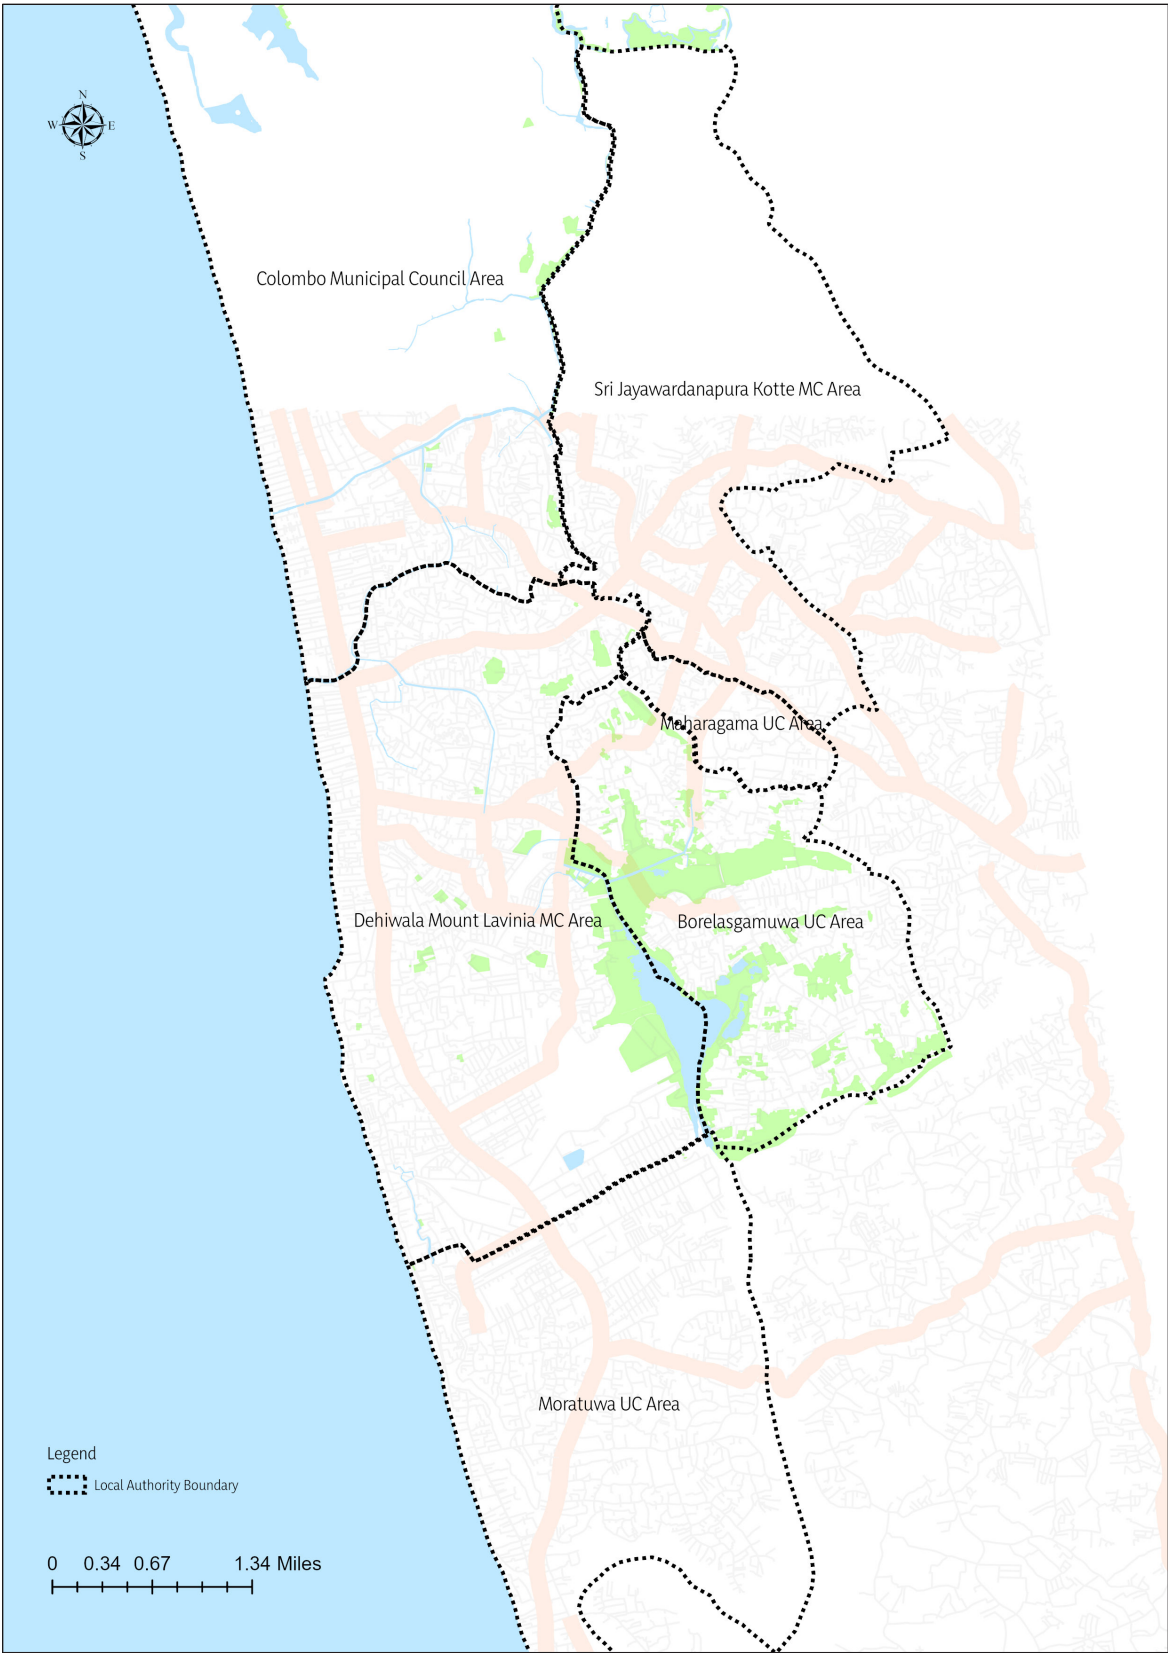 N
W E
S
Colombo Municipal Council Area
Sri Jayawardanapura Kotte MC Area
Maharagama UC Area
Dehiwala Mount Lavinia MC Area
Borelasgamuwa UC Area
Moratuwa UC Area
Legend
Local Authority Boundary
0 0.34 0.67 1.34 Miles